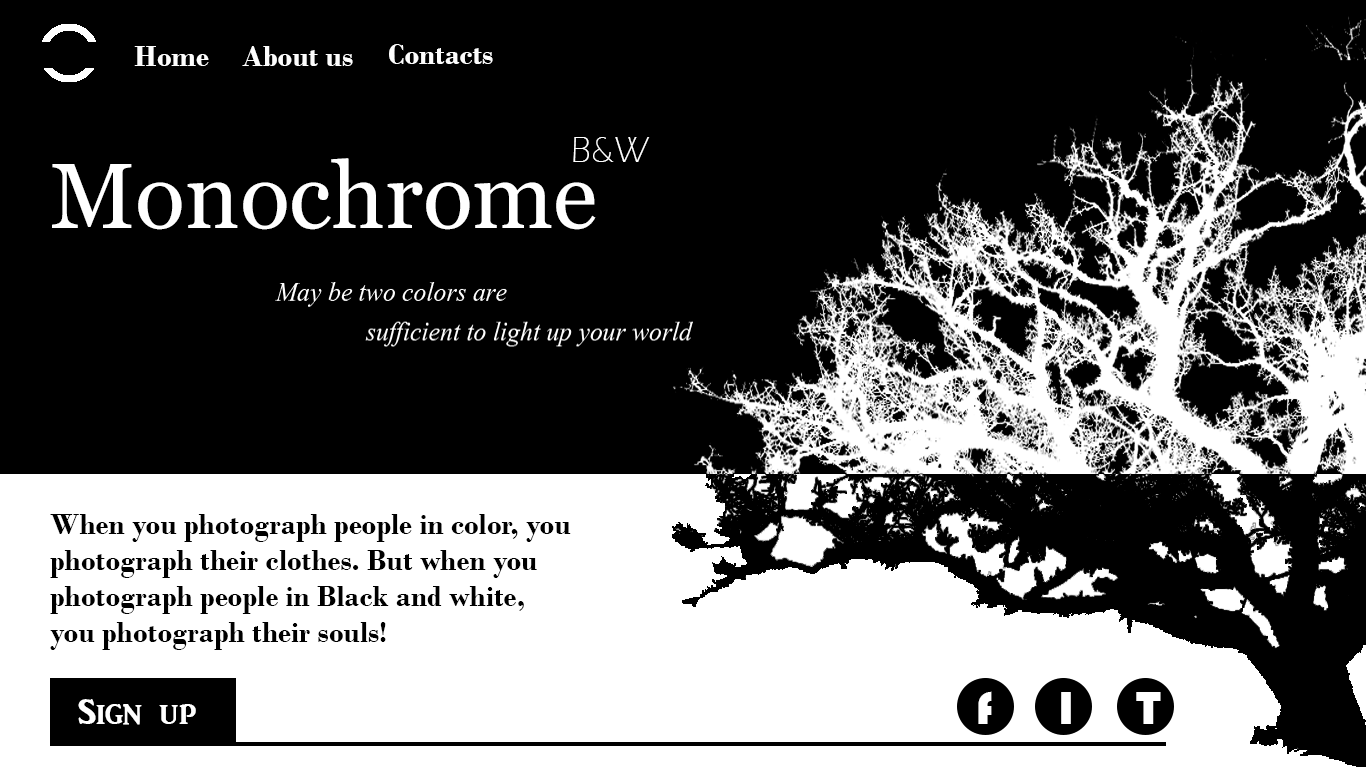 Home About us Contacts
B&W
Monochrome
May be two colors are
sufficient to light up your world
When you photograph people in color, you
photograph their clothes. But when you
photograph people in Black and white,
you photograph their souls!
Sign up
f I T